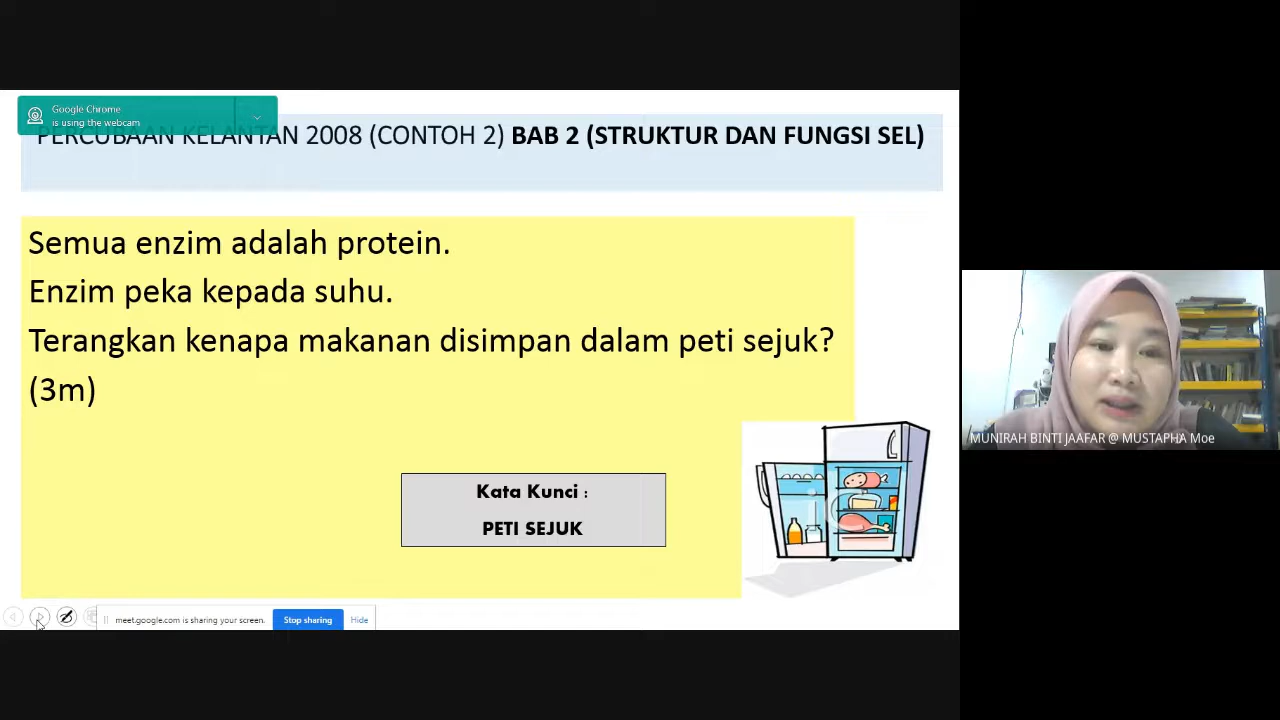 Google Chrome
is using the webcam
PERCUBAAN KELANTAN 2008 (CONTOH 2) BAB 2 (STRUKTUR DAN FUNGSI SEL)
Semua enzim adalah protein.
Enzim peka kepada suhu.
Terangkan kenapa makanan disimpan dalam peti sejuk?
(3m)
Kata Kunci :
PETI SEJUK
MUNIRAH BINTI JAAFAR @ MUSTAPHA Moe
meet.google.com is sharing your screen.
Stop sharing
Hide